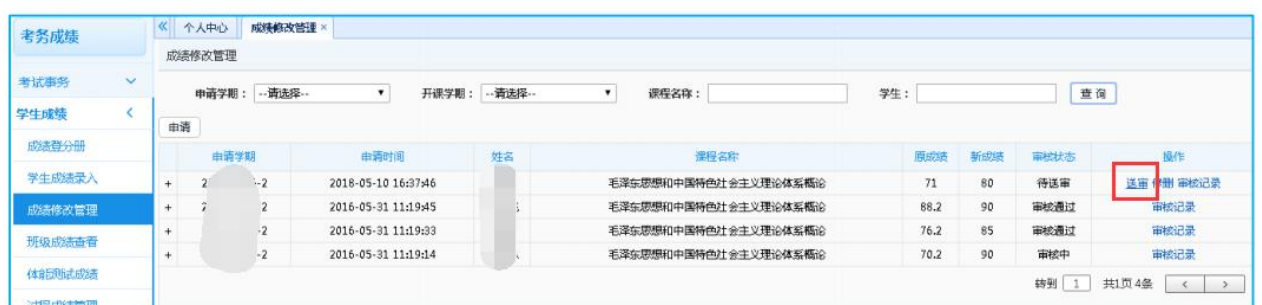 考务成绩
« 个人中心 成绩修改管理 ×
成绩修改管理
考试事务
申请学期： --请选择-- 开课学期： --请选择-- 课程名称： 学生： 查询
学生成绩
申请
成绩登分册
申请学期 申请时间 姓名 课程名称 原成绩 新成绩 审核状态 操作
学生成绩录入
+ 2 -2 2018-05-10 16:37:46 毛泽东思想和中国特色社会主义理论体系概论 71 80 待送审 送审 修删 审核记录
成绩修改管理
+ 2 2016-05-31 11:19:45 毛泽东思想和中国特色社会主义理论体系概论 88.2 90 审核通过 审核记录
班级成绩查看
+ -2 2016-05-31 11:19:33 毛泽东思想和中国特色社会主义理论体系概论 76.2 85 审核通过 审核记录
+ -2 2016-05-31 11:19:14 毛泽东思想和中国特色社会主义理论体系概论 70.2 90 审核中 审核记录
体能测试成绩
转到 1 共1页 4条 < >
过程成绩管理